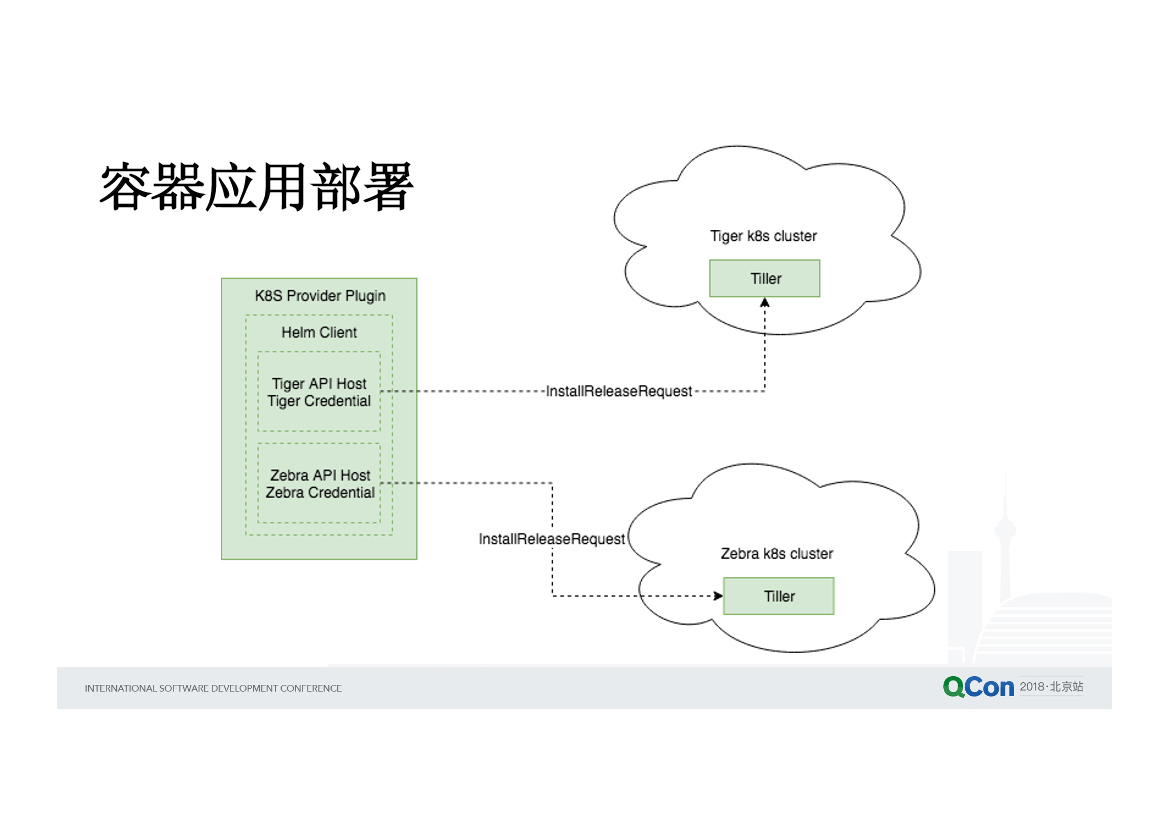 容器应用部署
Tiger k8s cluster
Tiller
K8S Provider Plugin
Helm Client
Tiger API Host
Tiger Credential
InstallReleaseRequest
Zebra API Host
Zebra Credential
InstallReleaseRequest
Zebra k8s cluster
Tiller
INTERNATIONAL SOFTWARE DEVELOPMENT CONFERENCE
QCon 2018·北京站